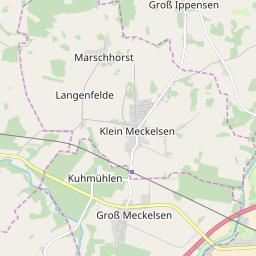 Groß Ippensen
Marschhorst
Langenfelde
Klein Meckelsen
Kuhmühlen
Groß Meckelsen